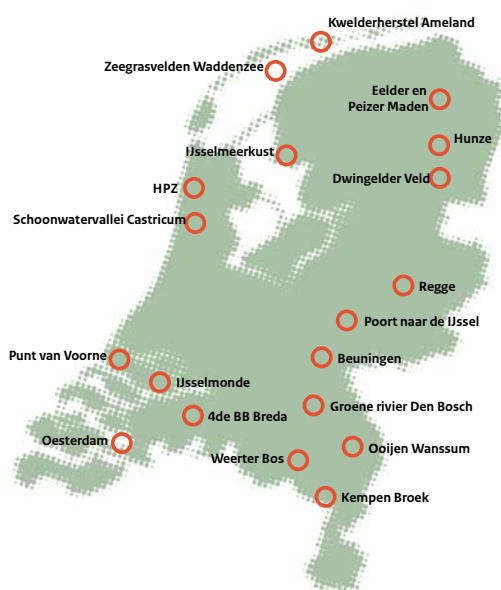 Kwelderherstel Ameland
Zeegrasvelden Waddenzee
Eelder en
Peizer Maden
Hunze
IJsselmeerkust
Dwingelder Veld
HPZ
Schoonwatervallei Castricum
Regge
Poort naar de IJssel
Punt van Voorne
Beuningen
IJsselmonde
Groene rivier Den Bosch
4de BB Breda
Oesterdam
Ooijen Wanssum
Weerter Bos
Kempen Broek